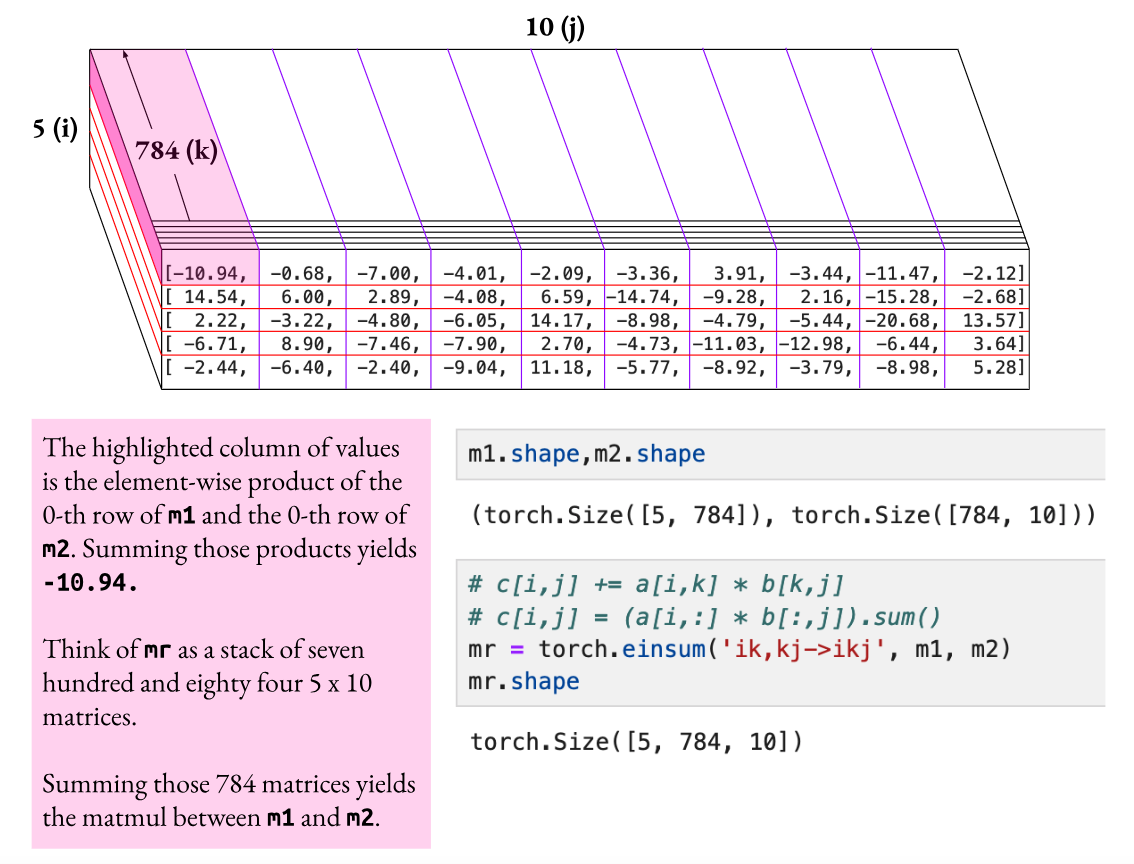 10 (j)
5 (i)
784 (k)
[-10.94, -0.68, -7.00, -4.01, -2.09, -3.36, 3.91, -3.44, -11.47, -2.12]
[ 14.54, 6.00, 2.89, -4.08, 6.59, -14.74, -9.28, 2.16, -15.28, -2.68]
[ 2.22, -3.22, -4.80, -6.05, 14.17, -8.98, -4.79, -5.44, -20.68, 13.57]
[ -6.71, 8.90, -7.46, -7.90, 2.70, -4.73, -11.03, -12.98, -6.44, 3.64]
[ -2.44, -6.40, -2.40, -9.04, 11.18, -5.77, -8.92, -3.79, -8.98, 5.28]
The highlighted column of values
is the element-wise product of the
0-th row of m1 and the 0-th row of
m2. Summing those products yields
-10.94.
Think of mr as a stack of seven
hundred and eighty four 5 x 10
matrices.
Summing those 784 matrices yields
the matmul between m1 and m2.
m1.shape,m2.shape
(torch.Size([5, 784]), torch.Size([784, 10]))
# c[i,j] += a[i,k] * b[k,j]
# c[i,j] = (a[i,:] * b[:,j]).sum()
mr = torch.einsum('ik,kj->ikj', m1, m2)
mr.shape
torch.Size([5, 784, 10])